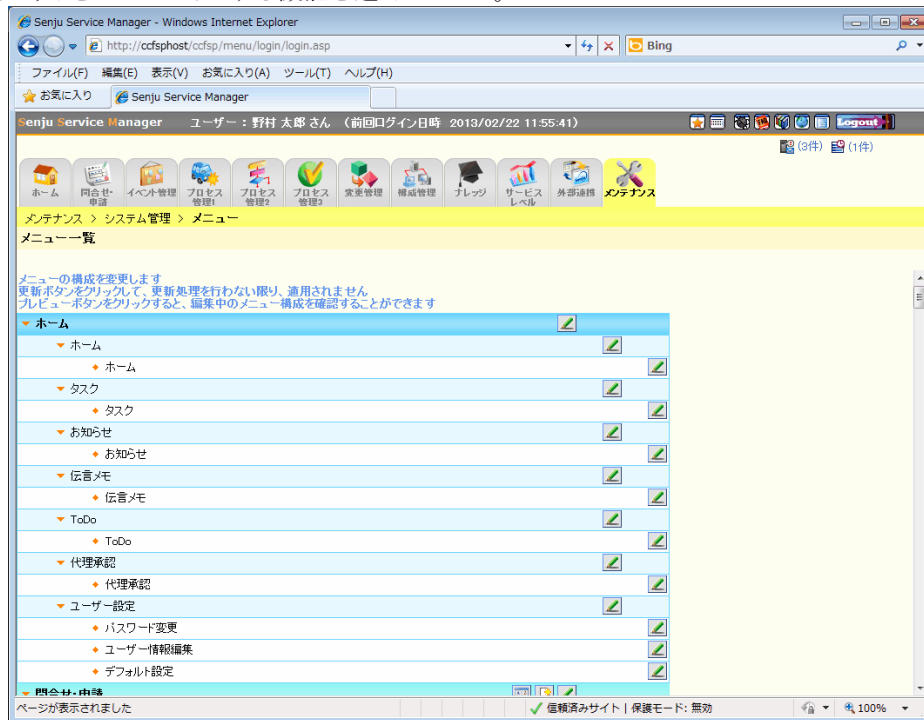 Senju Service Manager - Windows Internet Explorer
http://ccfsphost/ccfsp/menu/login/login.asp
Bing
ファイル(F) 編集(E) 表示(V) お気に入り(A) ツール(T) ヘルプ(H)
お気に入り Senju Service Manager
Senju Service Manager ユーザー：野村 太郎 さん （前回ログイン日時 2013/02/22 11:55:41） Logout
(3件) (1件)
ホーム
問合せ・申請
イベント管理
プロセス管理1
プロセス管理2
プロセス管理3
変更管理
構成管理
ナレッジ
サービスレベル
外部連携
メンテナンス
メンテナンス > システム管理 > メニュー
メニュー一覧
メニューの構成を変更します
更新ボタンをクリックして、更新処理を行わない限り、適用されません
プレビューボタンをクリックすると、編集中のメニュー構成を確認することができます
ホーム
ホーム
ホーム
タスク
タスク
お知らせ
お知らせ
伝言メモ
伝言メモ
ToDo
ToDo
代理承認
代理承認
ユーザー設定
パスワード変更
ユーザー情報編集
デフォルト設定
問合せ・申請
ページが表示されました 信頼済みサイト | 保護モード: 無効 100%